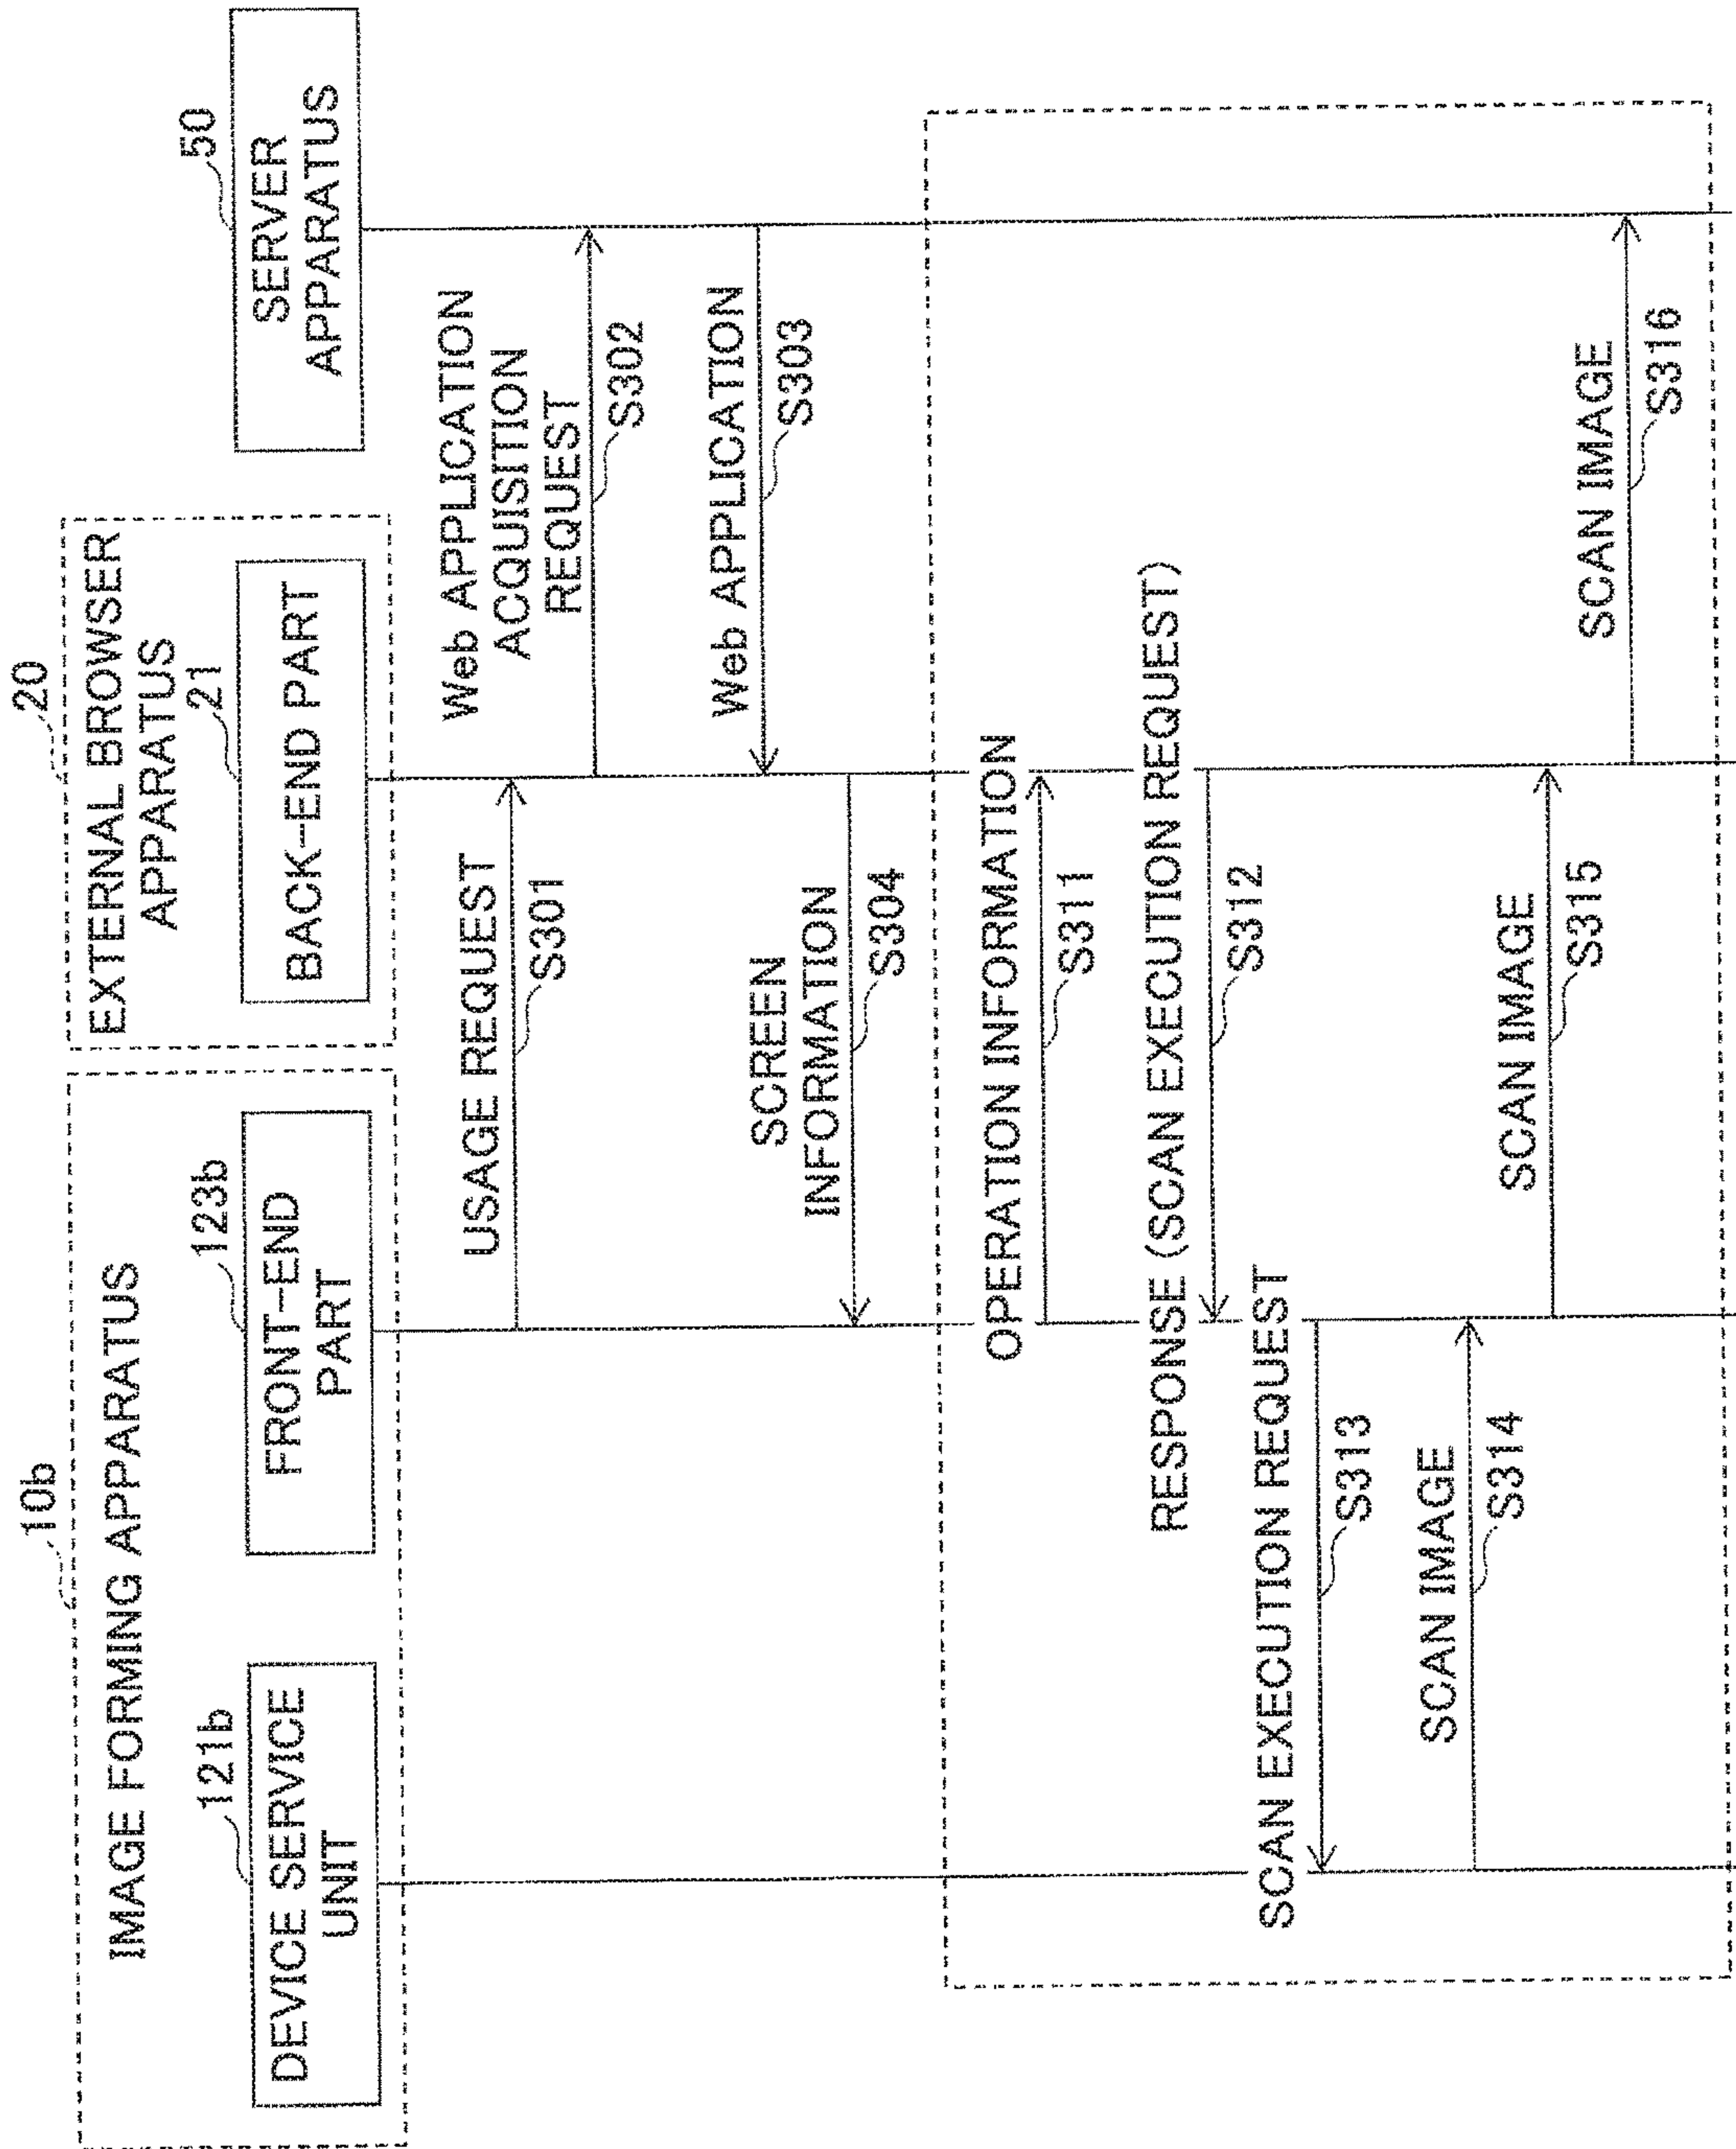 10b
IMAGE FORMING APPARATUS
121b
DEVICE SERVICE
UNIT
123b
FRONT-END
PART
20
EXTERNAL BROWSER
APPARATUS
21
BACK-END PART
50
SERVER
APPARATUS
USAGE REQUEST
S301
Web APPLICATION
ACQUISITION
REQUEST
S302
Web APPLICATION
S303
SCREEN
INFORMATION
S304
OPERATION INFORMATION
S311
RESPONSE (SCAN EXECUTION REQUEST)
S312
SCAN EXECUTION REQUEST
S313
SCAN IMAGE
S314
SCAN IMAGE
S315
SCAN IMAGE
S316